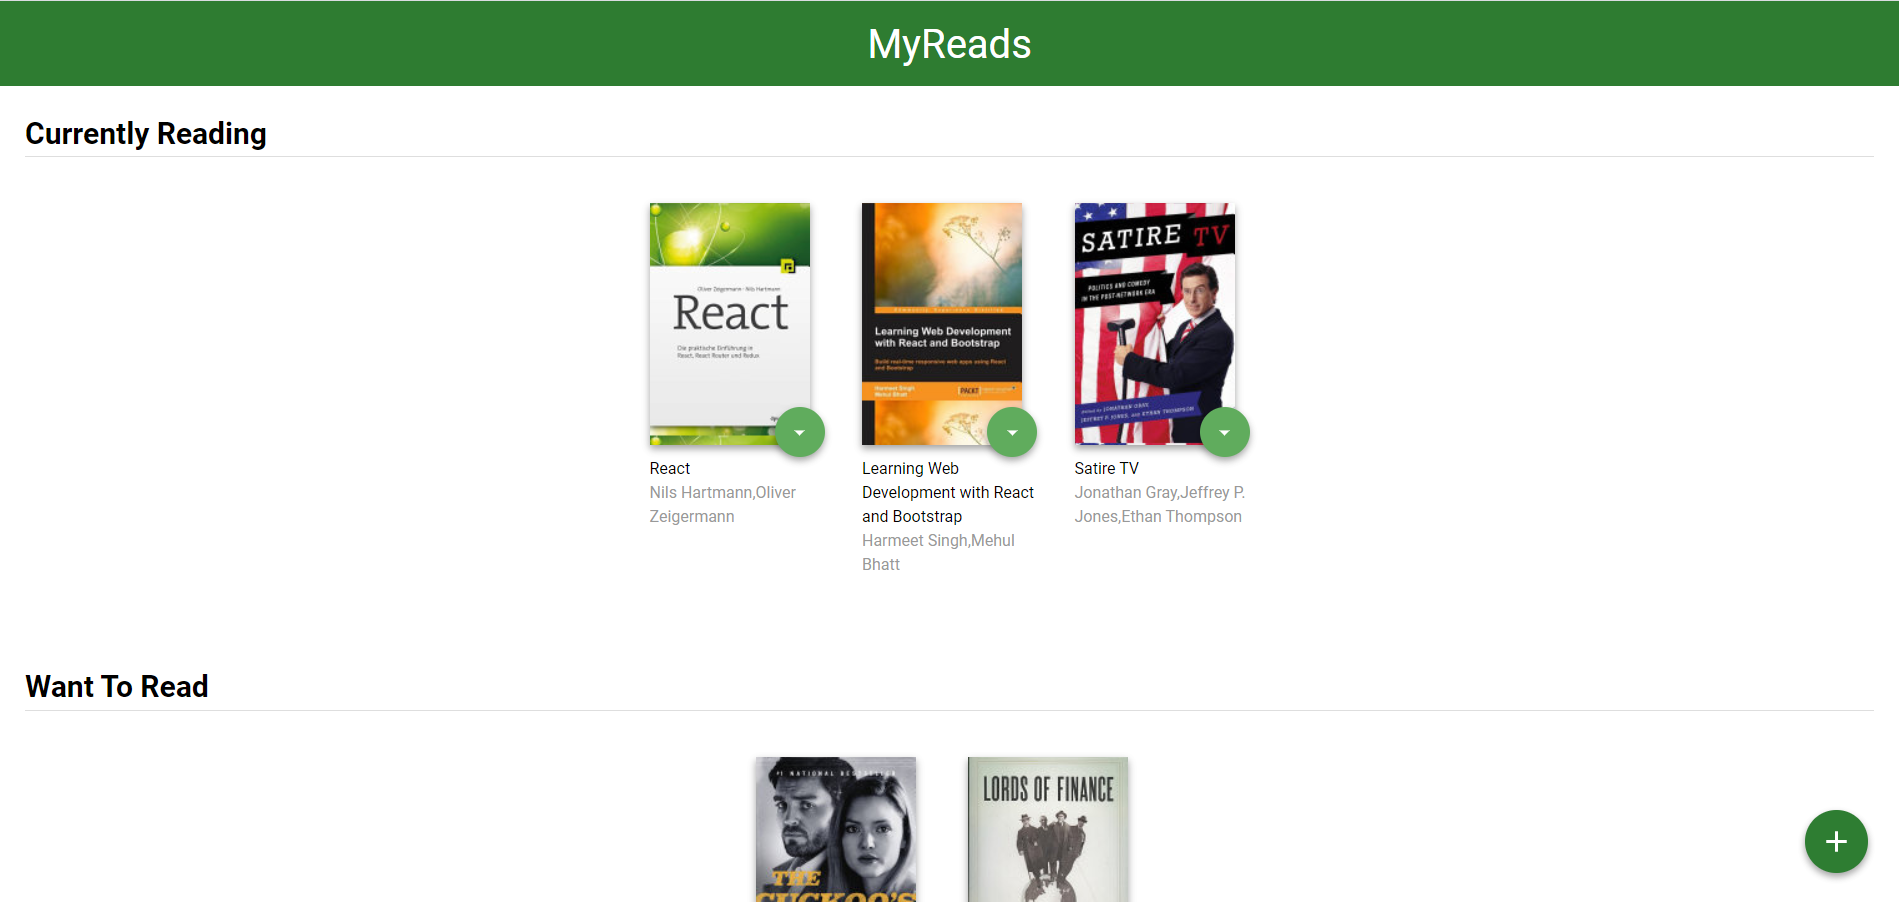 MyReads
Currently Reading
Oliver Zeigermann · Nils Hartmann
React
Die praktische Einführung in
React, React Router und Redux
React
Nils Hartmann,Oliver
Zeigermann
Community Experience Distilled
Learning Web Development
with React and Bootstrap
Build real-time responsive web apps using React
and Bootstrap
Harmeet Singh
Mehul Bhatt
PACKT
Learning Web
Development with React
and Bootstrap
Harmeet Singh,Mehul
Bhatt
SATIRE TV
POLITICS AND COMEDY
IN THE POST-NETWORK ERA
Edited by JONATHAN GRAY,
JEFFREY P. JONES, and ETHAN THOMPSON
Satire TV
Jonathan Gray,Jeffrey P.
Jones,Ethan Thompson
Want To Read
#1 NATIONAL BESTSELLER
THE
CUCKOO'S
LORDS OF FINANCE